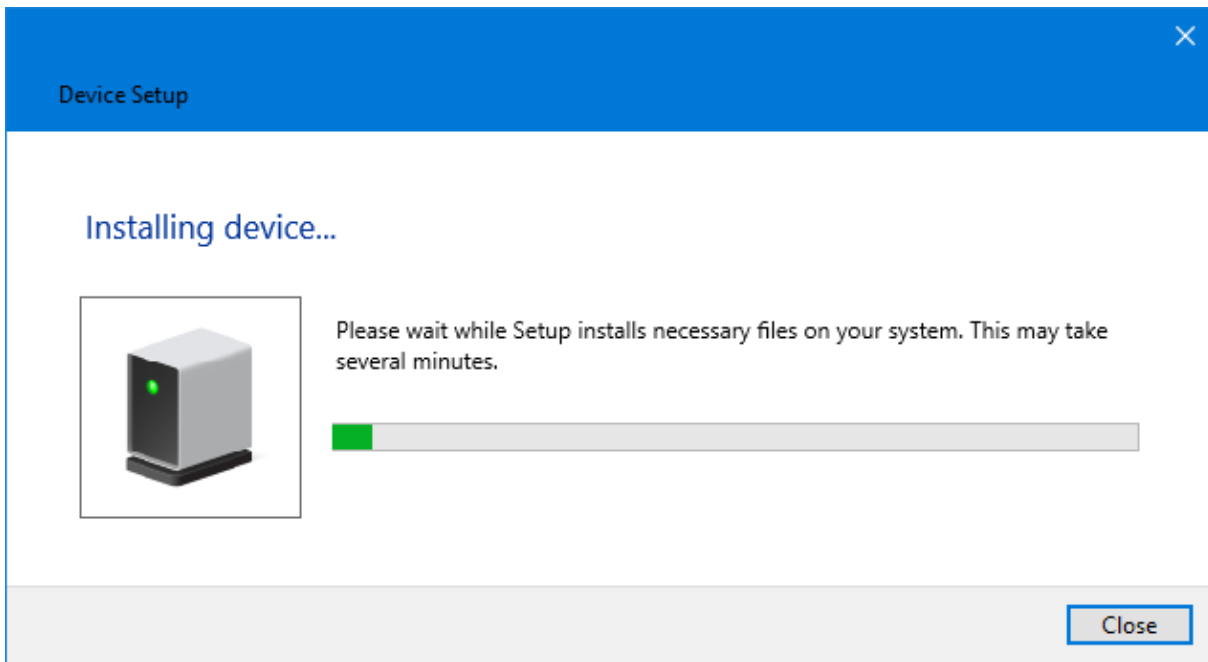 Device Setup
Installing device...
Please wait while Setup installs necessary files on your system. This may take
several minutes.
Close